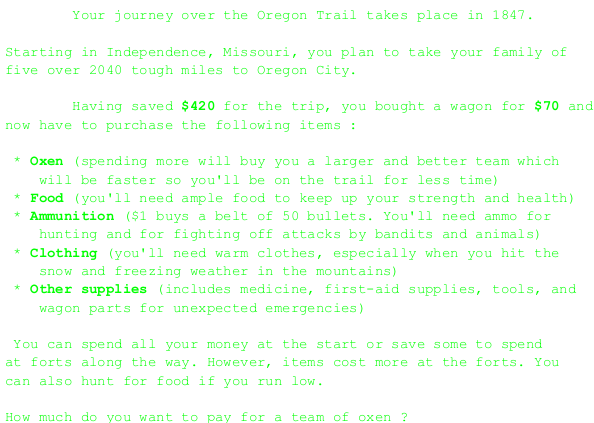 Your journey over the Oregon Trail takes place in 1847.
Starting in Independence, Missouri, you plan to take your family of
five over 2040 tough miles to Oregon City.
Having saved $420 for the trip, you bought a wagon for $70 and
now have to purchase the following items :
* Oxen (spending more will buy you a larger and better team which
will be faster so you'll be on the trail for less time)
* Food (you'll need ample food to keep up your strength and health)
* Ammunition ($1 buys a belt of 50 bullets. You'll need ammo for
hunting and for fighting off attacks by bandits and animals)
* Clothing (you'll need warm clothes, especially when you hit the
snow and freezing weather in the mountains)
* Other supplies (includes medicine, first-aid supplies, tools, and
wagon parts for unexpected emergencies)
You can spend all your money at the start or save some to spend
at forts along the way. However, items cost more at the forts. You
can also hunt for food if you run low.
How much do you want to pay for a team of oxen ?